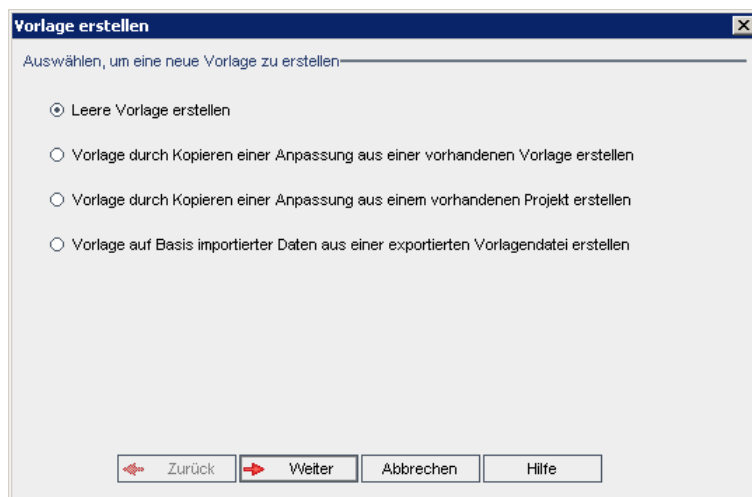 Vorlage erstellen
Auswählen, um eine neue Vorlage zu erstellen
Leere Vorlage erstellen
Vorlage durch Kopieren einer Anpassung aus einer vorhandenen Vorlage erstellen
Vorlage durch Kopieren einer Anpassung aus einem vorhandenen Projekt erstellen
Vorlage auf Basis importierter Daten aus einer exportierten Vorlagendatei erstellen
Zurück Weiter Abbrechen Hilfe